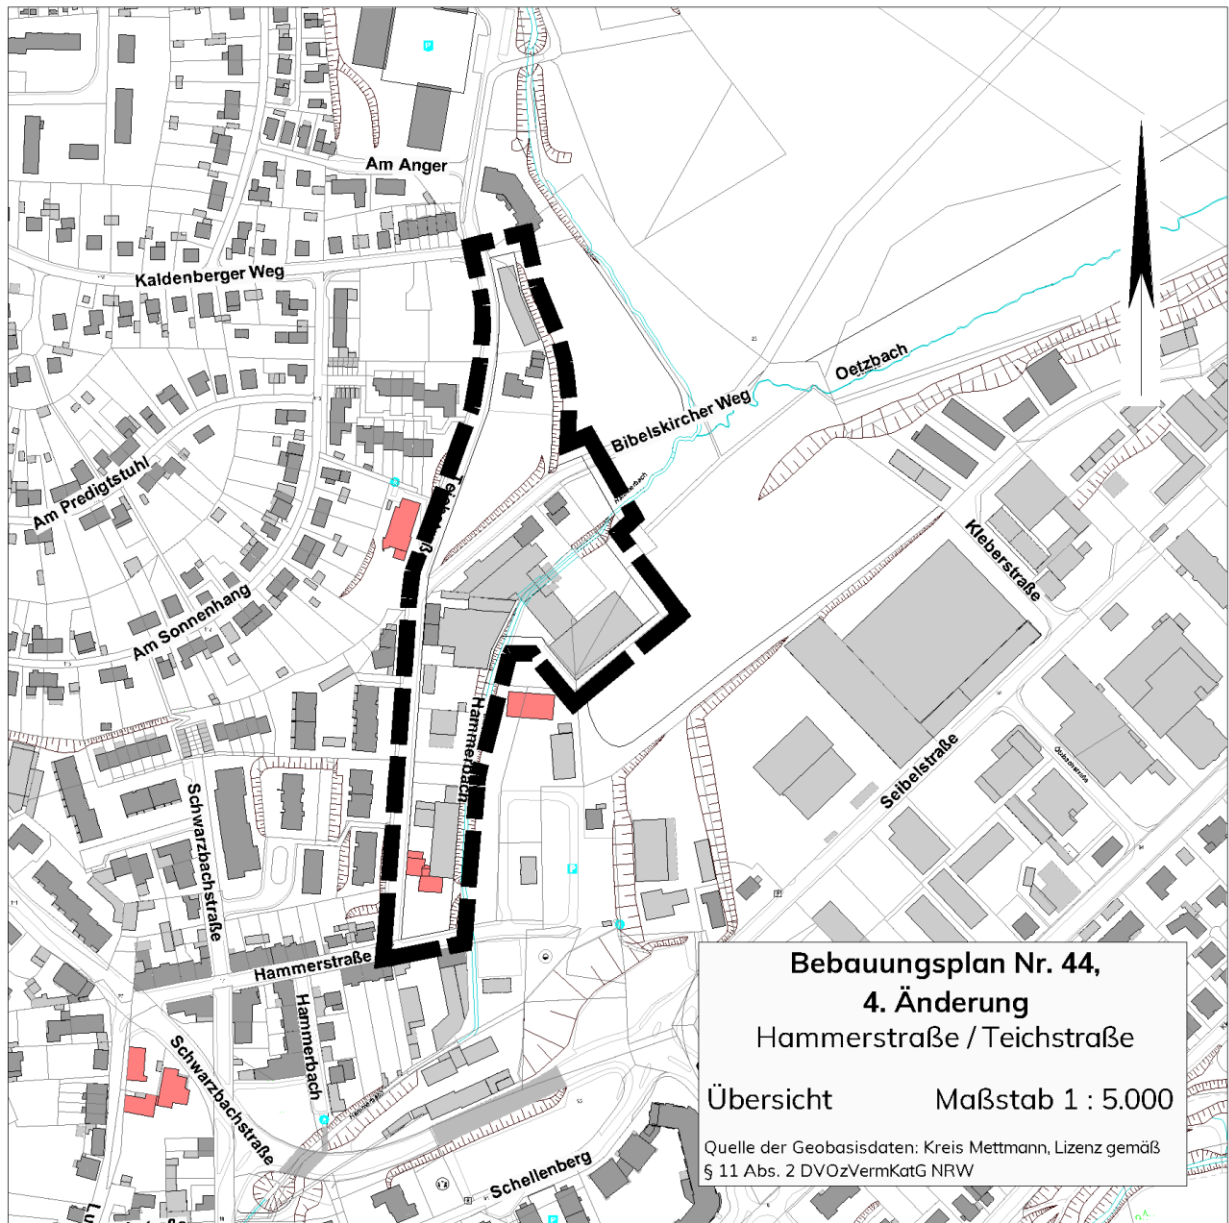 Am Anger
Kaldenberger Weg
Oetzbach
Bibelskircher Weg
Am Predigtstuhl
Hammerbach
Kleberstraße
Am Sonnenhang
Hammerbach
Seibelstraße
Schwarzbachstraße
Hammerstraße
Hammerbach
Schwarzbachstraße
Schellenberg
Bebauungsplan Nr. 44,
4. Änderung
Hammerstraße / Teichstraße
Übersicht Maßstab 1 : 5.000
Quelle der Geobasisdaten: Kreis Mettmann, Lizenz gemäß
§ 11 Abs. 2 DVOzVermKatG NRW